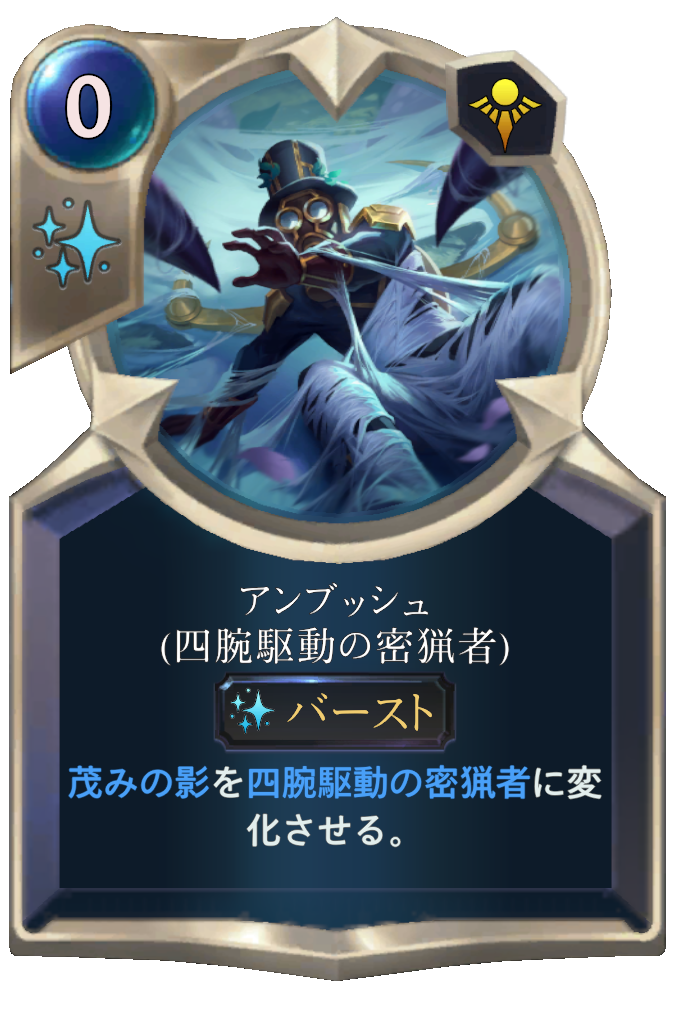 0
アンブッシュ
(四腕駆動の密猟者)
バースト
茂みの影を四腕駆動の密猟者に変
化させる。